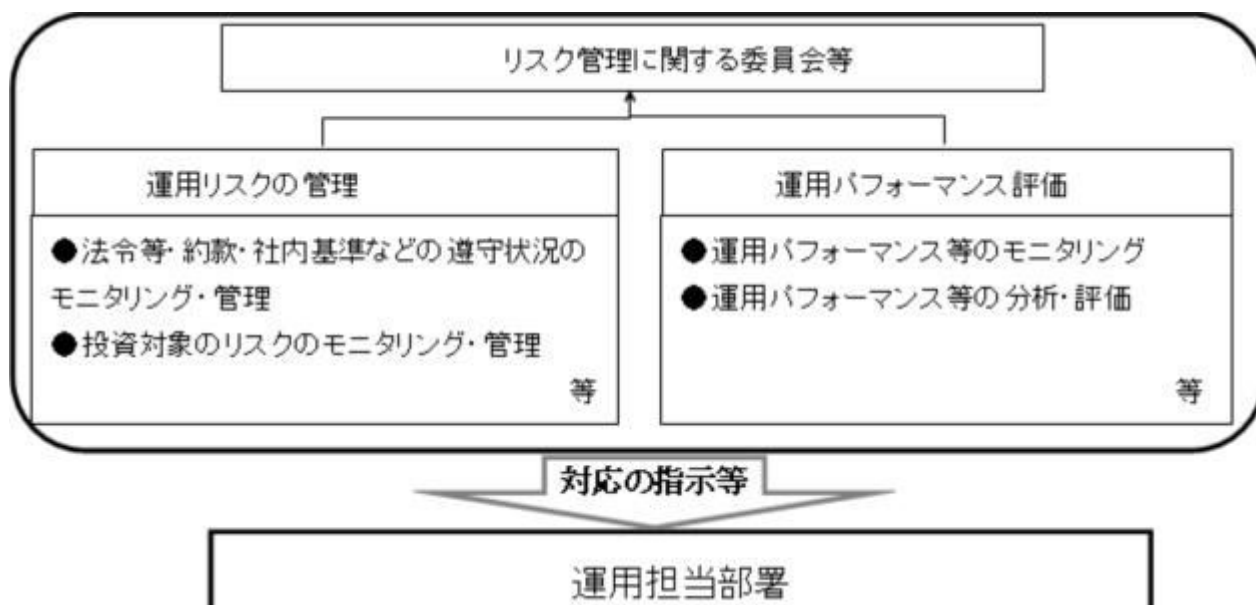 リスク管理に関する委員会等
運用リスクの管理
●法令等・約款・社内基準などの遵守状況の
モニタリング・管理
●投資対象のリスクのモニタリング・管理
等
運用パフォーマンス評価
●運用パフォーマンス等のモニタリング
●運用パフォーマンス等の分析・評価
等
対応の指示等
運用担当部署